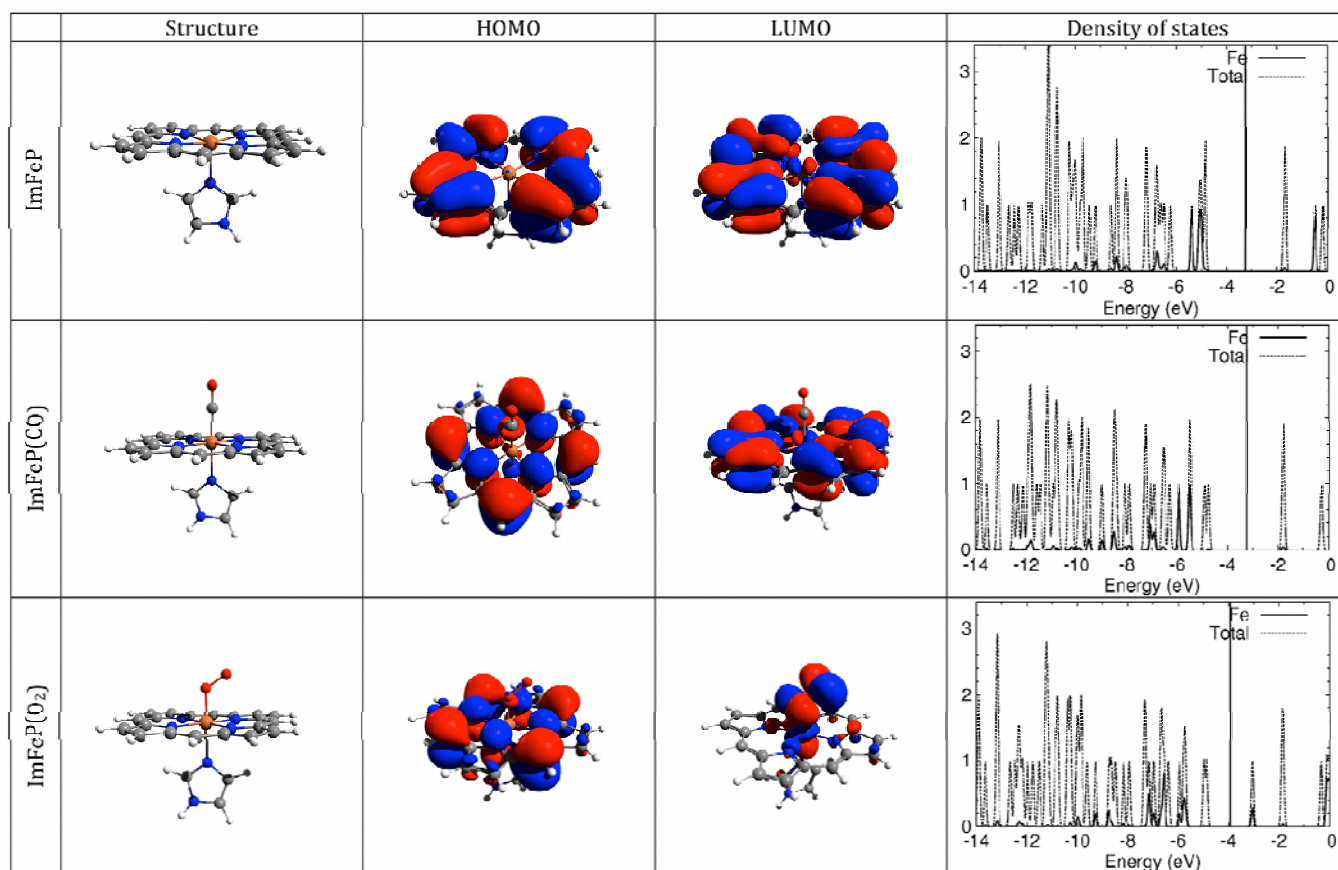 Structure HOMO LUMO Density of states
ImFeP
Fe
Total
3
2
1
0
-14 -12 -10 -8 -6 -4 -2 0
Energy (eV)
ImFeP(CO)
Fe
Total
3
2
1
0
-14 -12 -10 -8 -6 -4 -2 0
Energy (eV)
ImFeP(O₂)
Fe
Total
3
2
1
0
-14 -12 -10 -8 -6 -4 -2 0
Energy (eV)